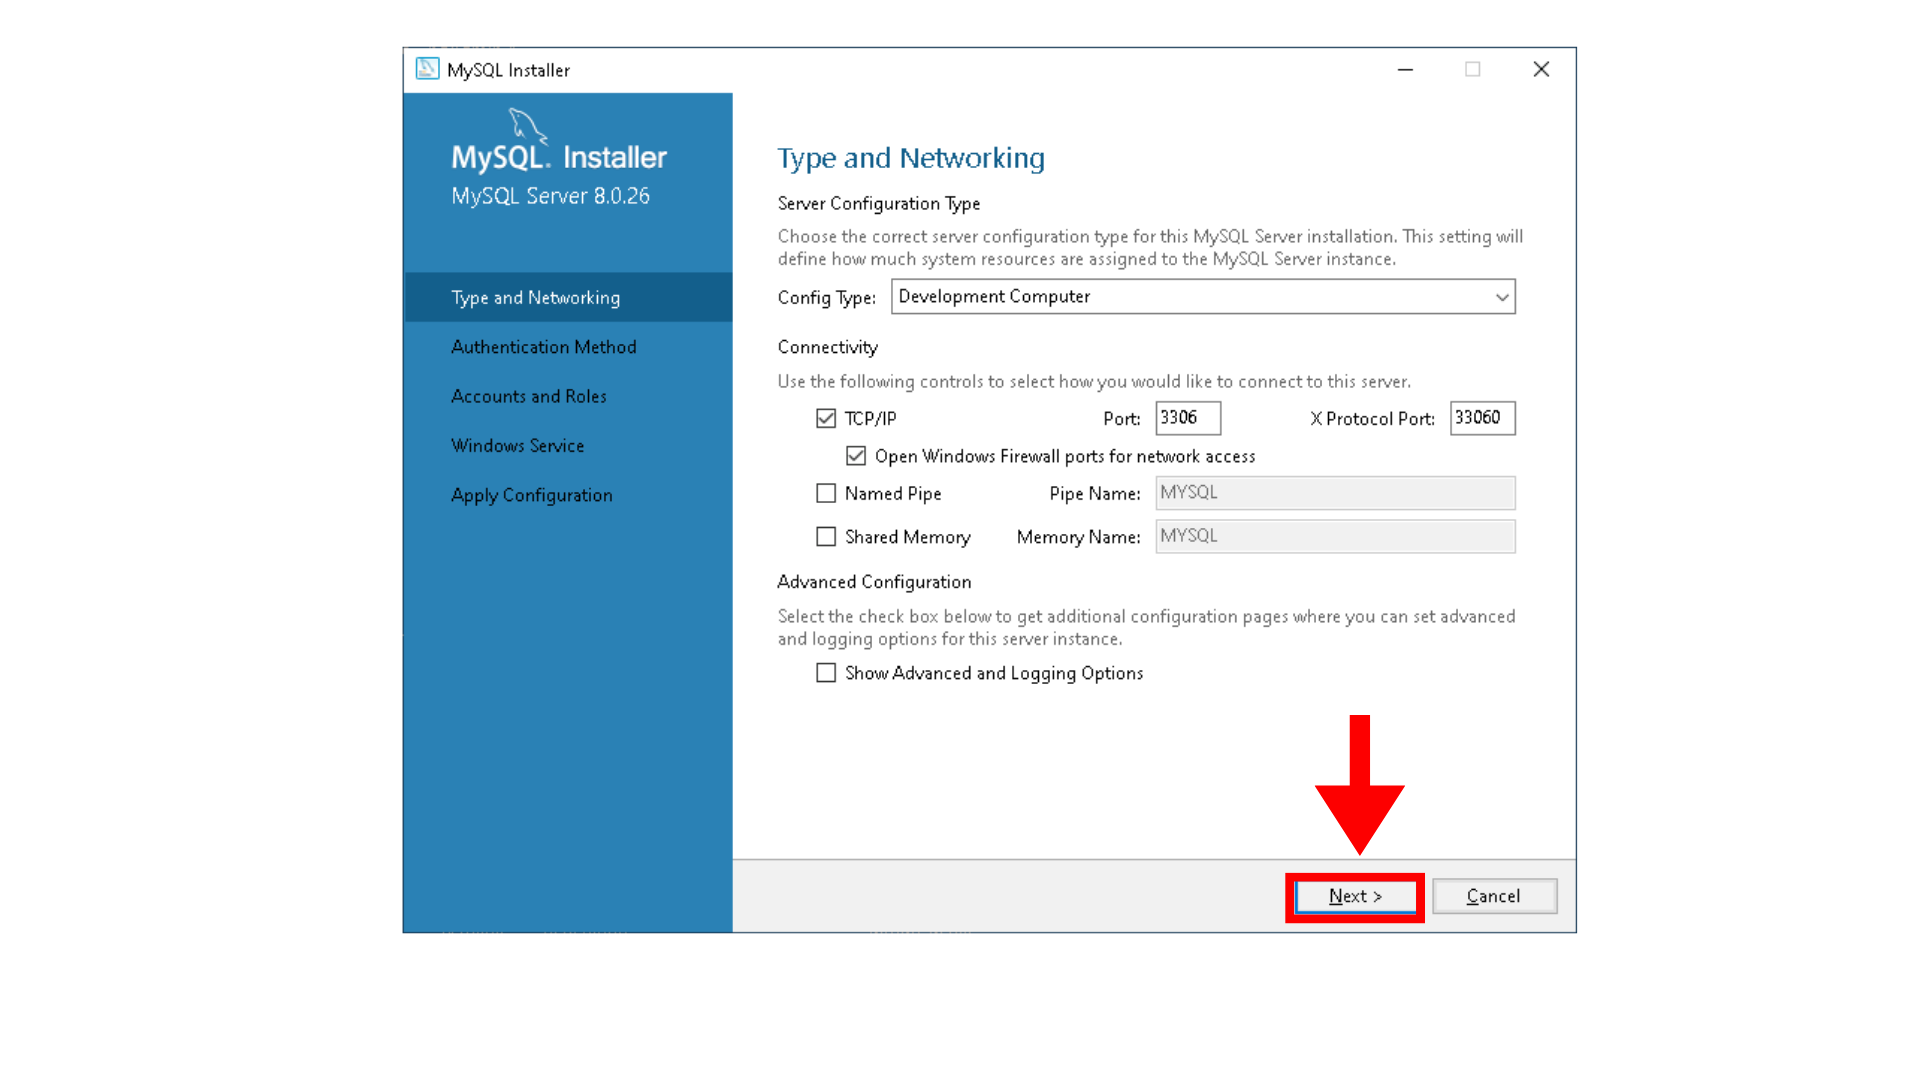 MySQL Installer
MySQL. Installer
MySQL Server 8.0.26
Type and Networking
Authentication Method
Accounts and Roles
Windows Service
Apply Configuration
Type and Networking
Server Configuration Type
Choose the correct server configuration type for this MySQL Server installation. This setting will
define how much system resources are assigned to the MySQL Server instance.
Config Type: Development Computer
Connectivity
Use the following controls to select how you would like to connect to this server.
TCP/IP Port: 3306 X Protocol Port: 33060
Open Windows Firewall ports for network access
Named Pipe Pipe Name: MYSQL
Shared Memory Memory Name: MYSQL
Advanced Configuration
Select the check box below to get additional configuration pages where you can set advanced
and logging options for this server instance.
Show Advanced and Logging Options
Next > Cancel